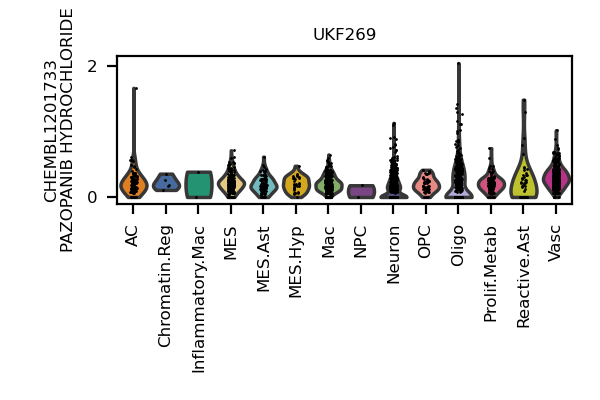 UKF269
CHEMBL1201733
PAZOPANIB HYDROCHLORIDE
2
0
AC
Chromatin.Reg
Inflammatory.Mac
MES
MES.Ast
MES.Hyp
Mac
NPC
Neuron
OPC
Oligo
Prolif.Metab
Reactive.Ast
Vasc